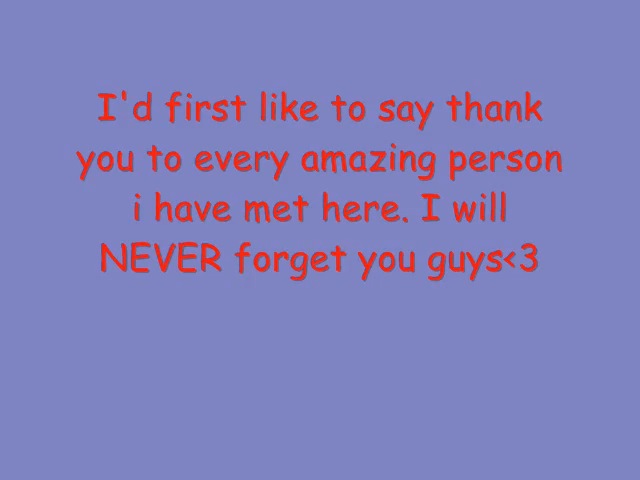 I'd first like to say thank
you to every amazing person
i have met here. I will
NEVER forget you guys<3